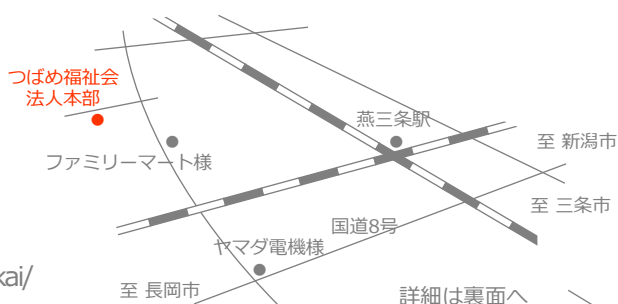 つばめ福祉会
法人本部
燕三条駅
至 新潟市
ファミリーマート様
至 三条市
国道8号
ヤマダ電機様
kai/
至 長岡市
詳細は裏面へ